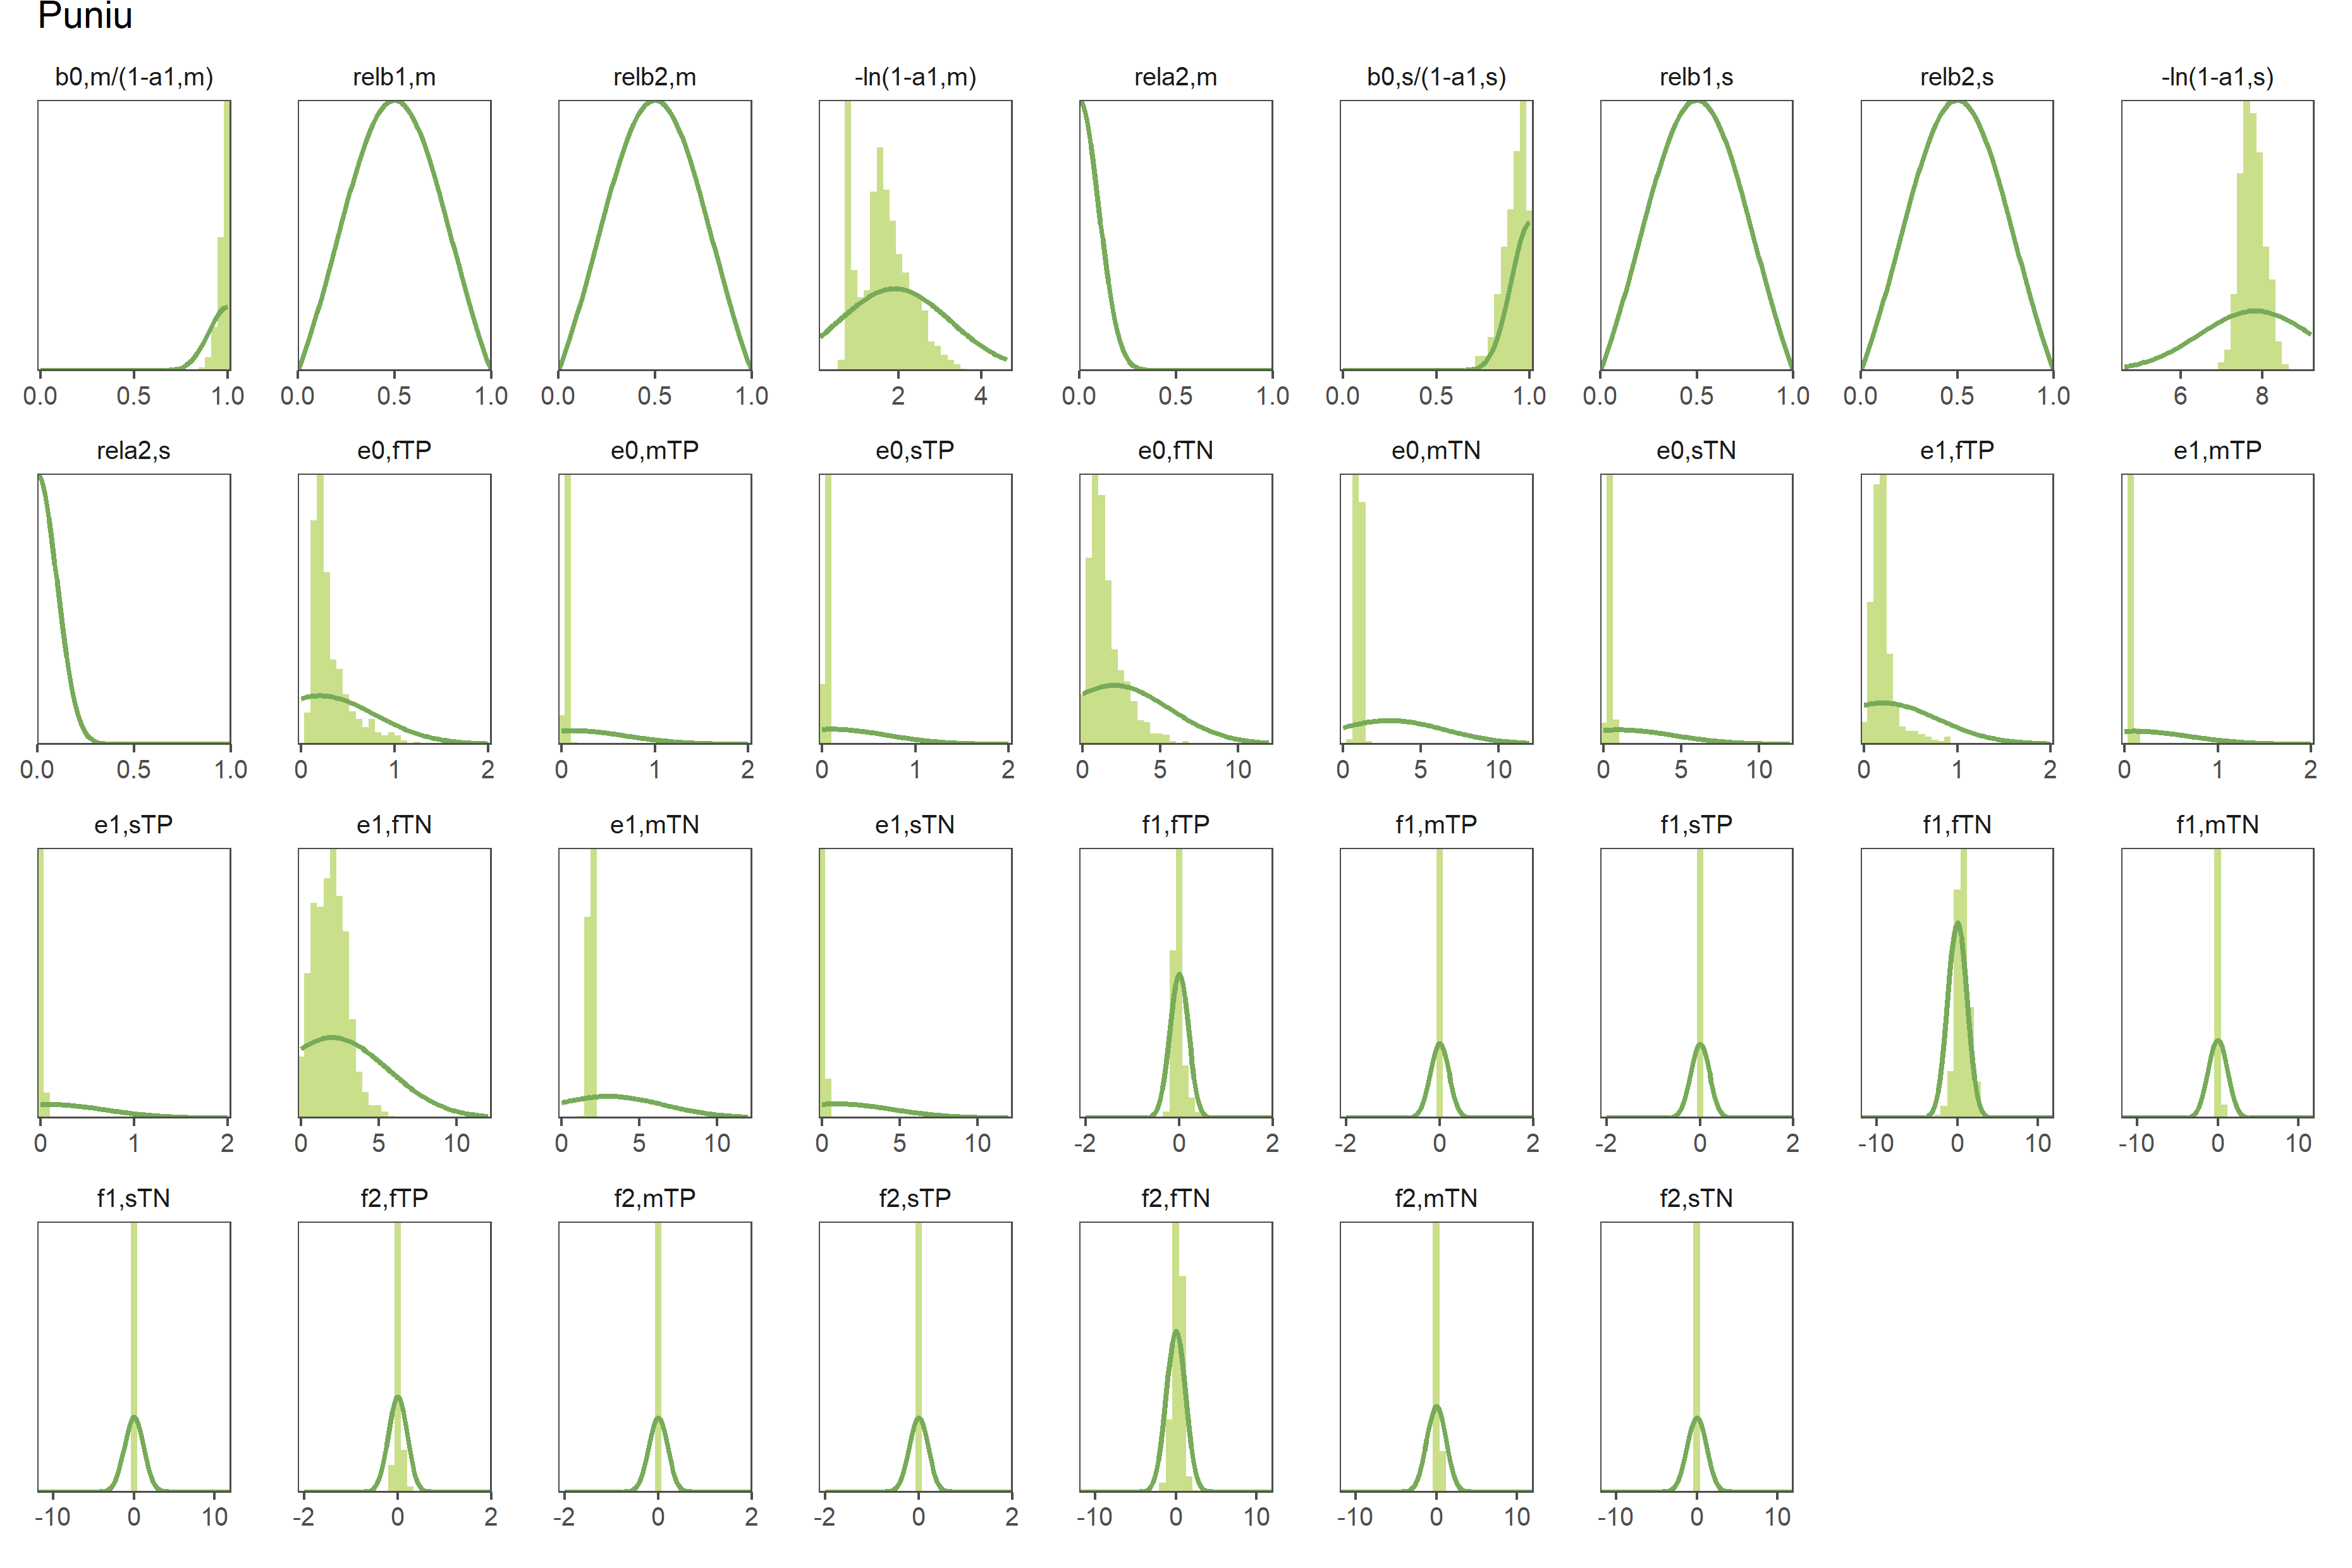 Puniu
b0,m/(1-a1,m) relb1,m relb2,m -ln(1-a1,m) rela2,m b0,s/(1-a1,s) relb1,s relb2,s -ln(1-a1,s)
0.0 0.5 1.0 0.0 0.5 1.0 0.0 0.5 1.0 2 4 0.0 0.5 1.0 0.0 0.5 1.0 0.0 0.5 1.0 0.0 0.5 1.0 6 8
rela2,s e0,fTP e0,mTP e0,sTP e0,fTN e0,mTN e0,sTN e1,fTP e1,mTP
0.0 0.5 1.0 0 1 2 0 1 2 0 1 2 0 5 10 0 5 10 0 5 10 0 1 2 0 1 2
e1,sTP e1,fTN e1,mTN e1,sTN f1,fTP f1,mTP f1,sTP f1,fTN f1,mTN
0 1 2 0 5 10 0 5 10 0 5 10 -2 0 2 -2 0 2 -2 0 2 -10 0 10 -10 0 10
f1,sTN f2,fTP f2,mTP f2,sTP f2,fTN f2,mTN f2,sTN
-10 0 10 -2 0 2 -2 0 2 -2 0 2 -10 0 10 -10 0 10 -10 0 10